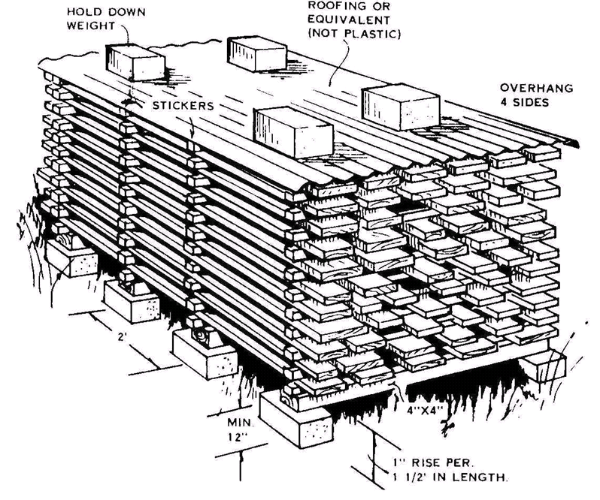 HOLD DOWN
WEIGHT
ROOFING OR
EQUIVALENT
(NOT PLASTIC)
OVERHANG
4 SIDES
STICKERS
2'
4"X4"
MIN.
12"
1" RISE PER.
1 1/2' IN LENGTH.